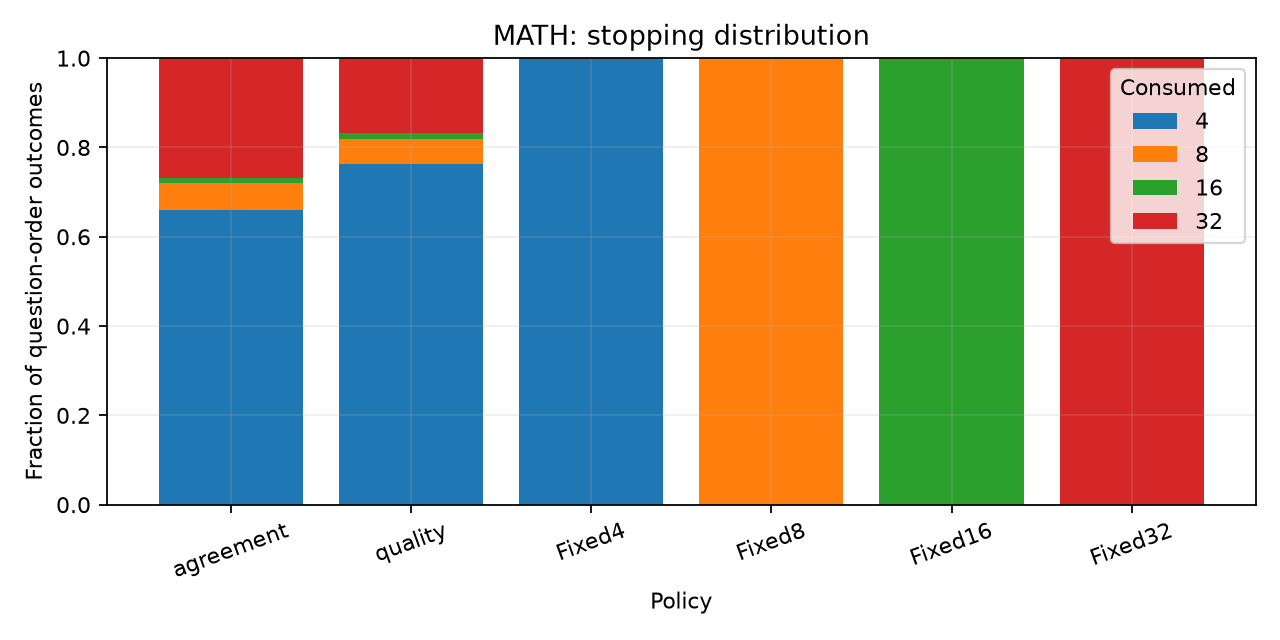 MATH: stopping distribution
Fraction of question-order outcomes
1.0
0.8
0.6
0.4
0.2
0.0
Consumed
4
8
16
32
agreement
quality
Fixed4
Fixed8
Fixed16
Fixed32
Policy